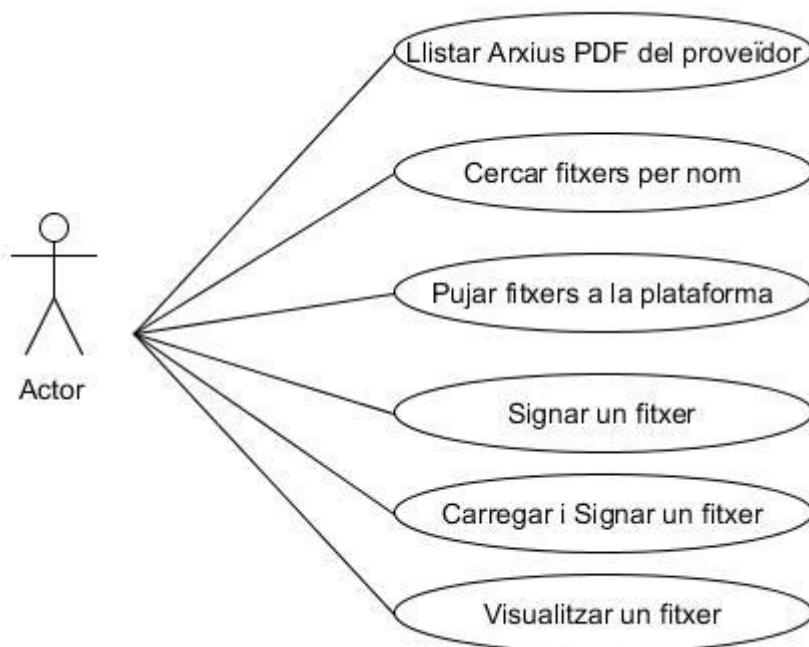 Llistar Arxius PDF del proveïdor
Cercar fitxers per nom
Pujar fitxers a la plataforma
Actor
Signar un fitxer
Carregar i Signar un fitxer
Visualitzar un fitxer